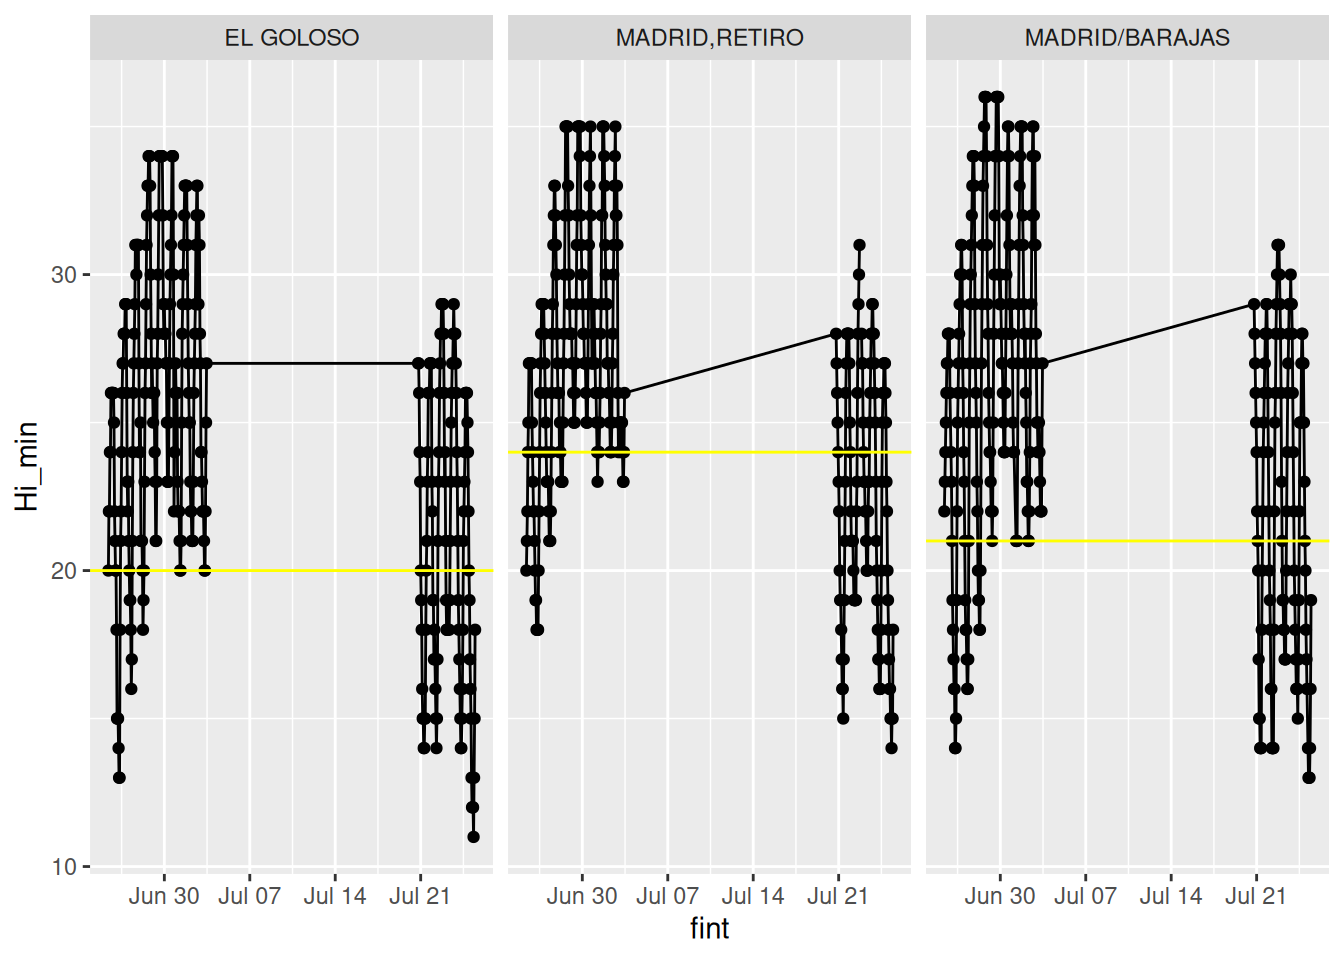 EL GOLOSO MADRID,RETIRO MADRID/BARAJAS
Hi_min
30
20
10
Jun 30 Jul 07 Jul 14 Jul 21 Jun 30 Jul 07 Jul 14 Jul 21 Jun 30 Jul 07 Jul 14 Jul 21
fint